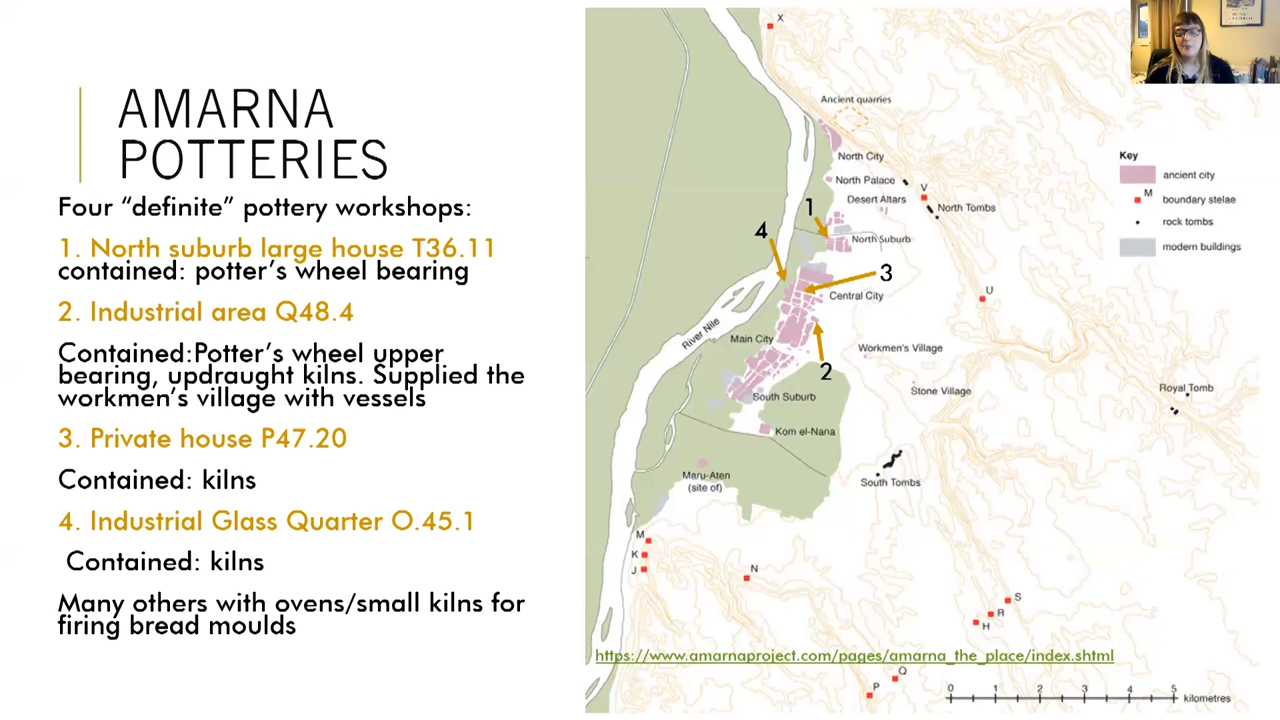 AMARNA
POTTERIES
Four “definite” pottery workshops:
1. North suburb large house T36.11
contained: potter’s wheel bearing
2. Industrial area Q48.4
Contained:Potter’s wheel upper
bearing, updraught kilns. Supplied the
workmen’s village with vessels
3. Private house P47.20
Contained: kilns
4. Industrial Glass Quarter O.45.1
Contained: kilns
Many others with ovens/small kilns for
firing bread moulds
X
Ancient quarries
North City
North Palace
V
Desert Altars
North Tombs
1
4
North Suburb
3
U
Central City
River Nile
Main City
Workmen’s Village
2
Stone Village
Royal Tomb
South Suburb
Kom el-Nana
Maru-Aten
(site of)
South Tombs
M
K
J
N
S
R
H
Q
P
Key
ancient city
M
boundary stelae
rock tombs
modern buildings
https://www.amarnaproject.com/pages/amarna_the_place/index.shtml
0 1 2 3 4 5 kilometres